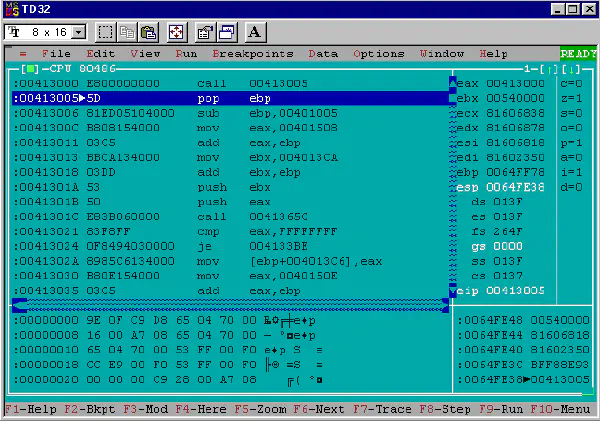 TD32
8 x 16
A
≡ File Edit View Run Breakpoints Data Options Window Help READY
[■]=CPU 80486 1=[↑][↓]
:00413000 E800000000 call 00413005 eax 00413000 c=0
:00413005►5D pop ebp ebx 00540000 z=1
:00413006 81ED05104000 sub ebp,00401005 ecx 81606838 s=0
:0041300C B808154000 mov eax,00401508 edx 81606878 o=0
:00413011 03C5 add eax,ebp esi 81606818 p=1
:00413013 BBCA134000 mov ebx,004013CA edi 81602350 a=0
:00413018 03DD add ebx,ebp ebp 0064FF78 i=1
:0041301A 53 push ebx esp 0064FE38 d=0
:0041301B 50 push eax ds 013F
:0041301C E83B060000 call 0041365C es 013F
:00413021 83F8FF cmp eax,FFFFFFFF fs 264F
:00413024 0F8494030000 je 004133BE gs 0000
:0041302A 8985C6134000 mov [ebp+004013C6],eax ss 013F
:00413030 B80E154000 mov eax,0040150E cs 0137
:00413035 03C5 add eax,ebp eip 00413005
:00000000 9E 0F C9 D8 65 04 70 00 e♦p :0064FE48 00540000
:00000008 16 00 A7 08 65 04 70 00 e♦p :0064FE44 81606818
:00000010 65 04 70 00 53 FF 00 F0 e♦p S ≡ :0064FE40 81602350
:00000018 CC E9 00 F0 53 FF 00 F0 S ≡ :0064FE3C BFF88E93
:00000020 00 00 00 C9 28 00 A7 08 :0064FE38►00413005
F1-Help F2-Bkpt F3-Mod F4-Here F5-Zoom F6-Next F7-Trace F8-Step F9-Run F10-Menu